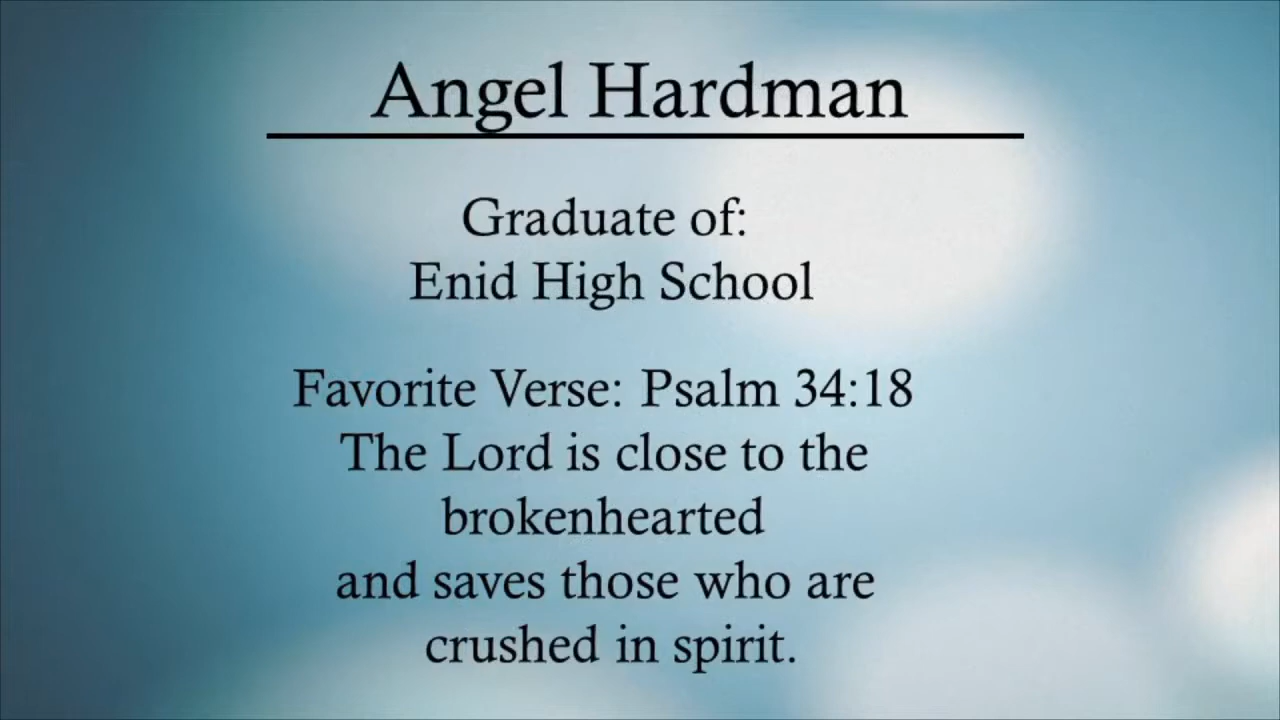 Angel Hardman
Graduate of:
Enid High School
Favorite Verse: Psalm 34:18
The Lord is close to the
brokenhearted
and saves those who are
crushed in spirit.